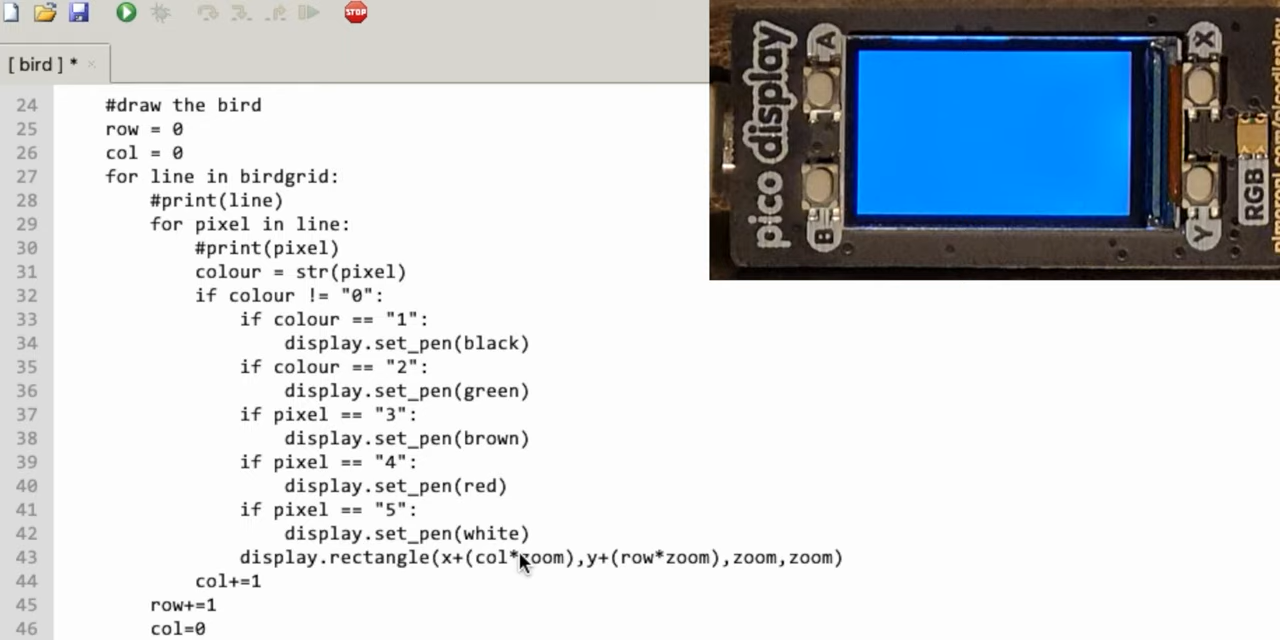 STOP
[ bird ] * ×
24 #draw the bird
25 row = 0
26 col = 0
27 for line in birdgrid:
28 #print(line)
29 for pixel in line:
30 #print(pixel)
31 colour = str(pixel)
32 if colour != "0":
33 if colour == "1":
34 display.set_pen(black)
35 if colour == "2":
36 display.set_pen(green)
37 if pixel == "3":
38 display.set_pen(brown)
39 if pixel == "4":
40 display.set_pen(red)
41 if pixel == "5":
42 display.set_pen(white)
43 display.rectangle(x+(col*zoom),y+(row*zoom),zoom,zoom)
44 col+=1
45 row+=1
46 col=0
pico display
A
B
X
Y
RGB